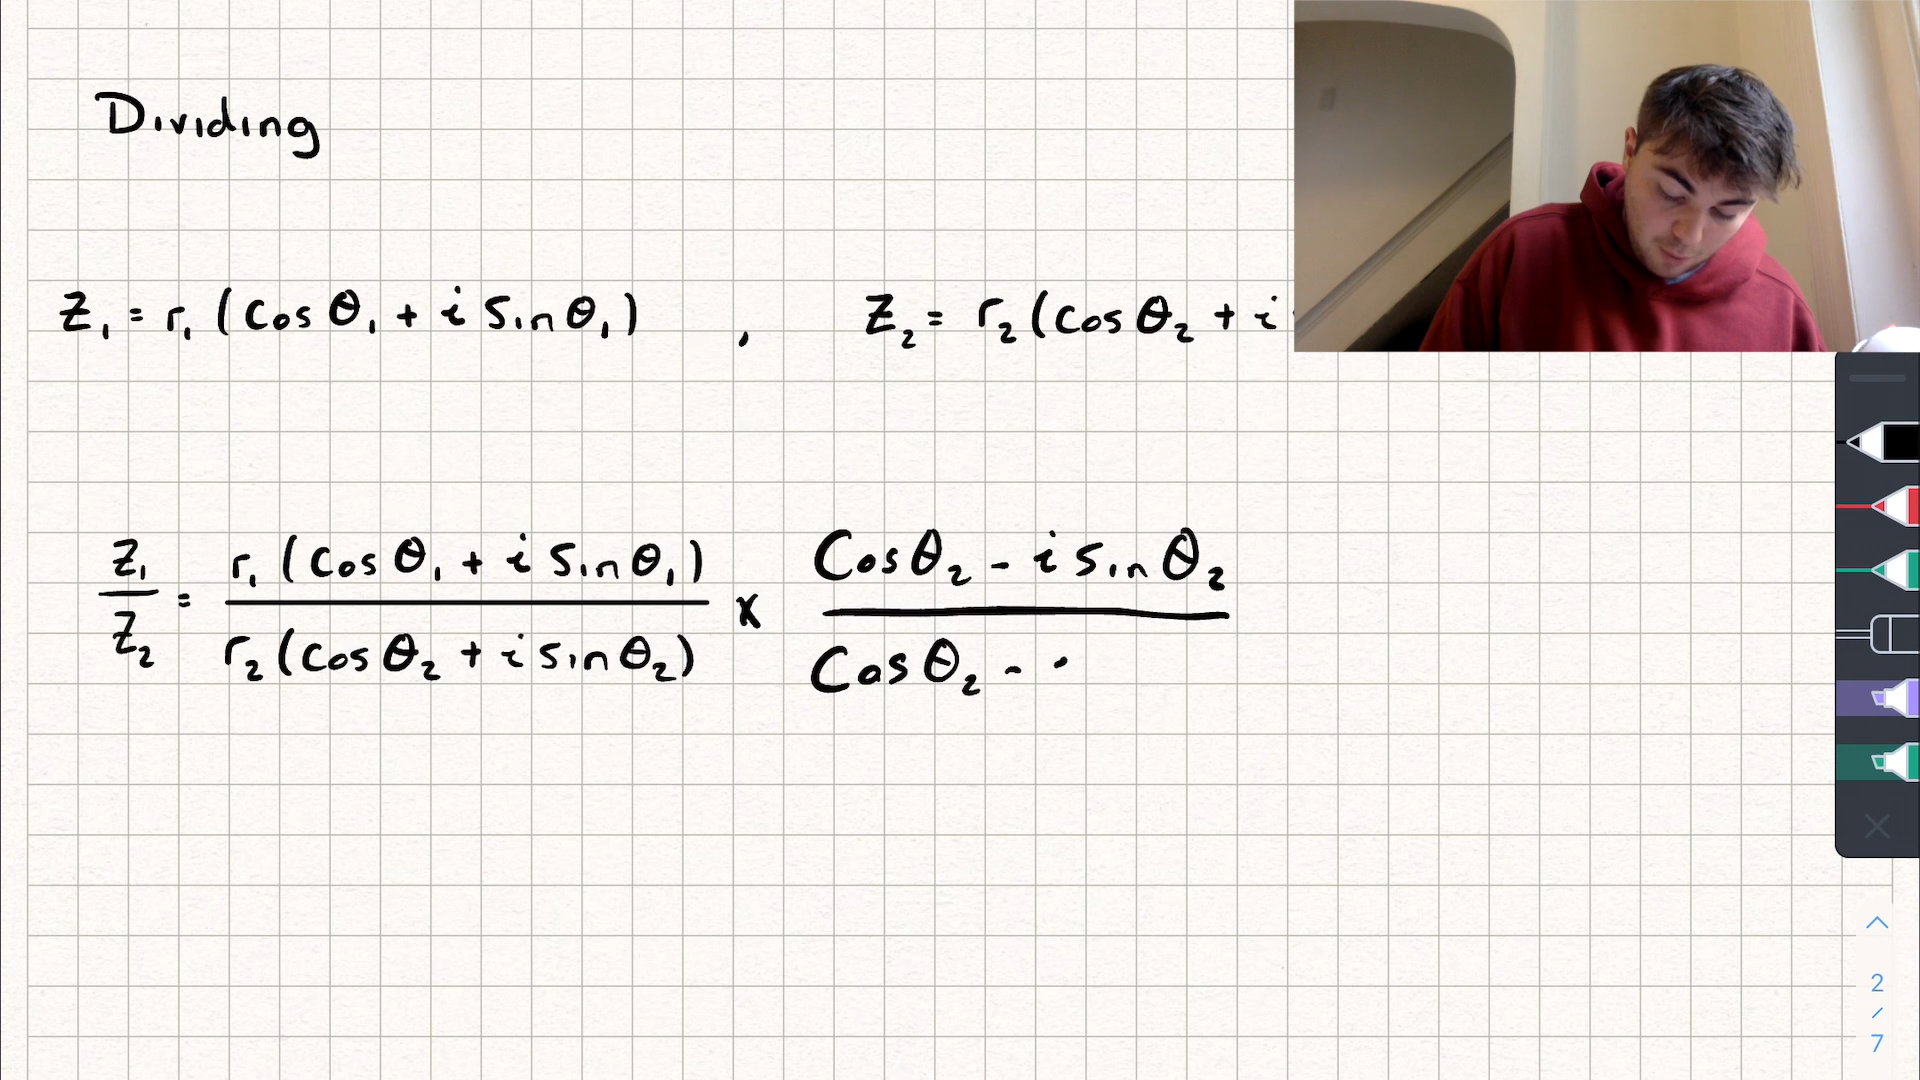 Dividing
Z₁ = r₁ (Cos θ₁ + i Sin θ₁) , Z₂ = r₂ (Cos θ₂ + i
Z₁/Z₂ = r₁ (Cos θ₁ + i Sin θ₁)/r₂ (Cos θ₂ + i Sin θ₂) × Cos θ₂ - i Sin θ₂/Cos θ₂ - ·
2
/
7